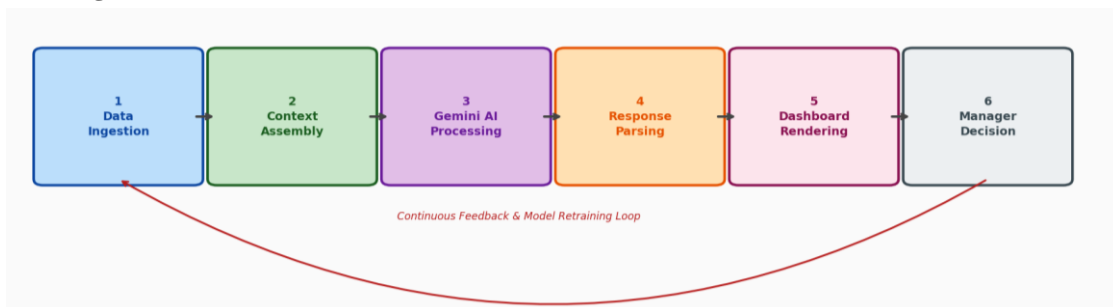 1
Data
Ingestion
2
Context
Assembly
3
Gemini AI
Processing
4
Response
Parsing
5
Dashboard
Rendering
6
Manager
Decision
Continuous Feedback & Model Retraining Loop